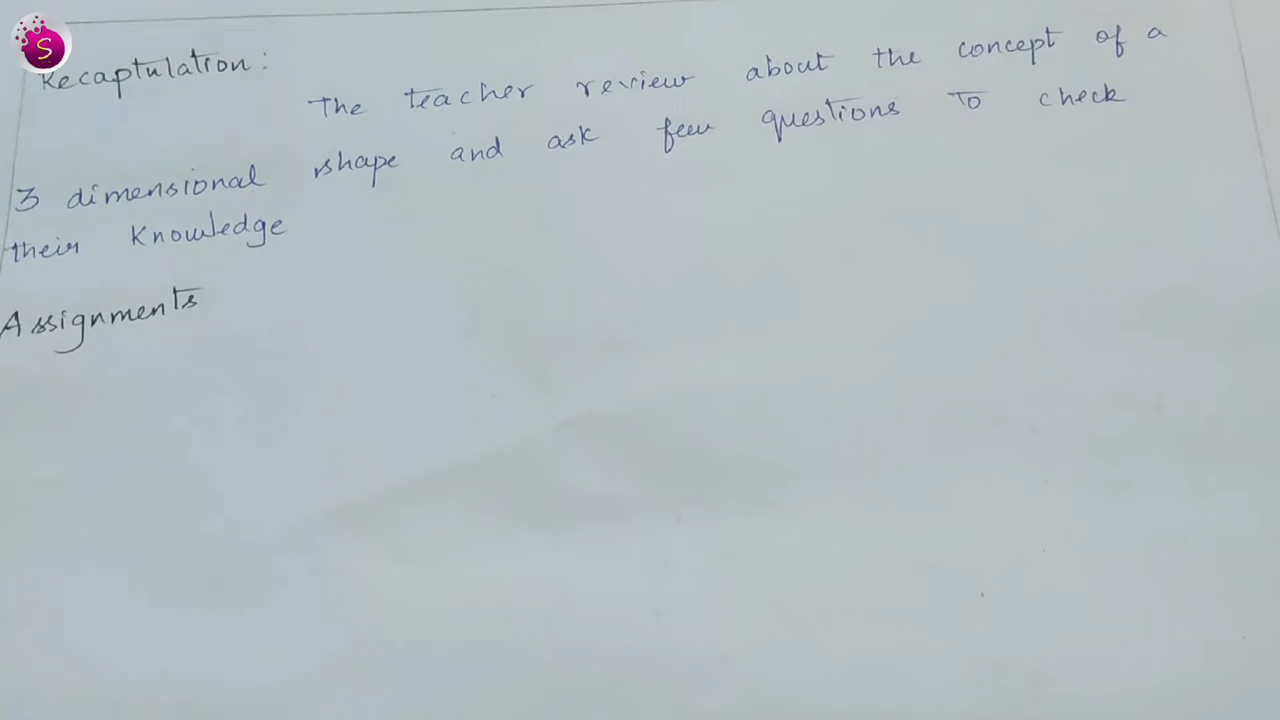 S
Recaptulation:
The teacher review about the concept of a
3 dimensional shape and ask few questions to check
their knowledge
Assignments